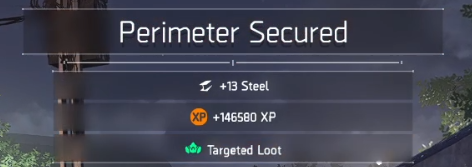 Perimeter Secured
+13 Steel
XP +146580 XP
Targeted Loot